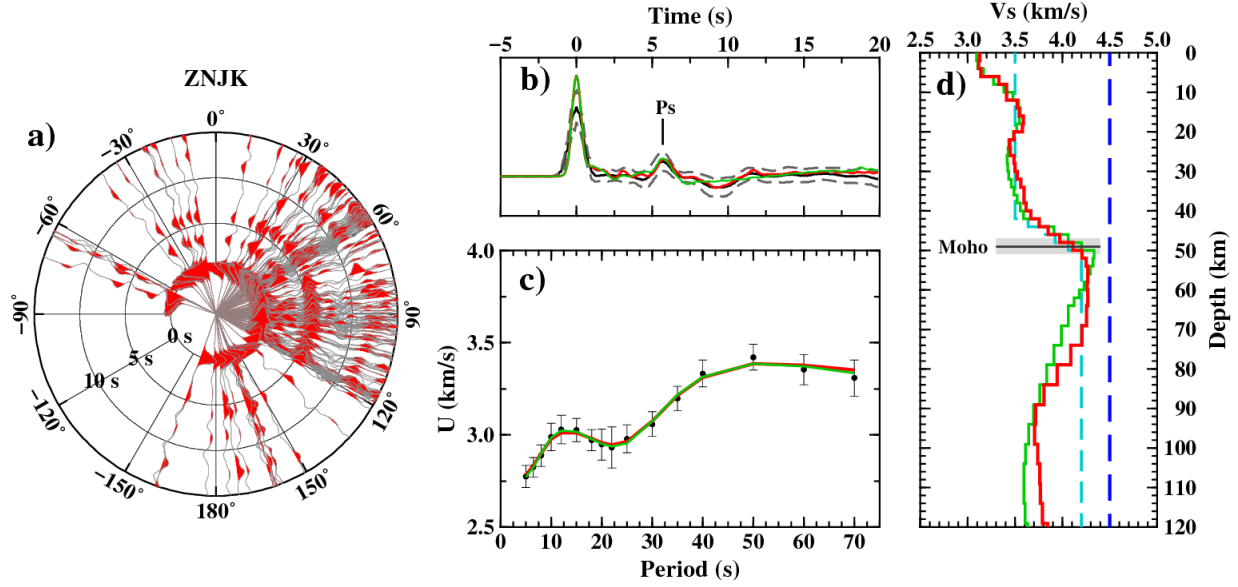 ZNJK
a)
0°
30°
60°
90°
120°
150°
180°
−150°
−120°
−90°
−60°
−30°
0 s
5 s
10 s
Time (s)
−5 0 5 10 15 20
b)
Ps
c)
U (km/s)
4.0
3.5
3.0
2.5
0 10 20 30 40 50 60 70
Period (s)
Vs (km/s)
2.5 3.0 3.5 4.0 4.5 5.0
d)
Moho
0
10
20
30
40
50
60
70
80
90
100
110
120
Depth (km)